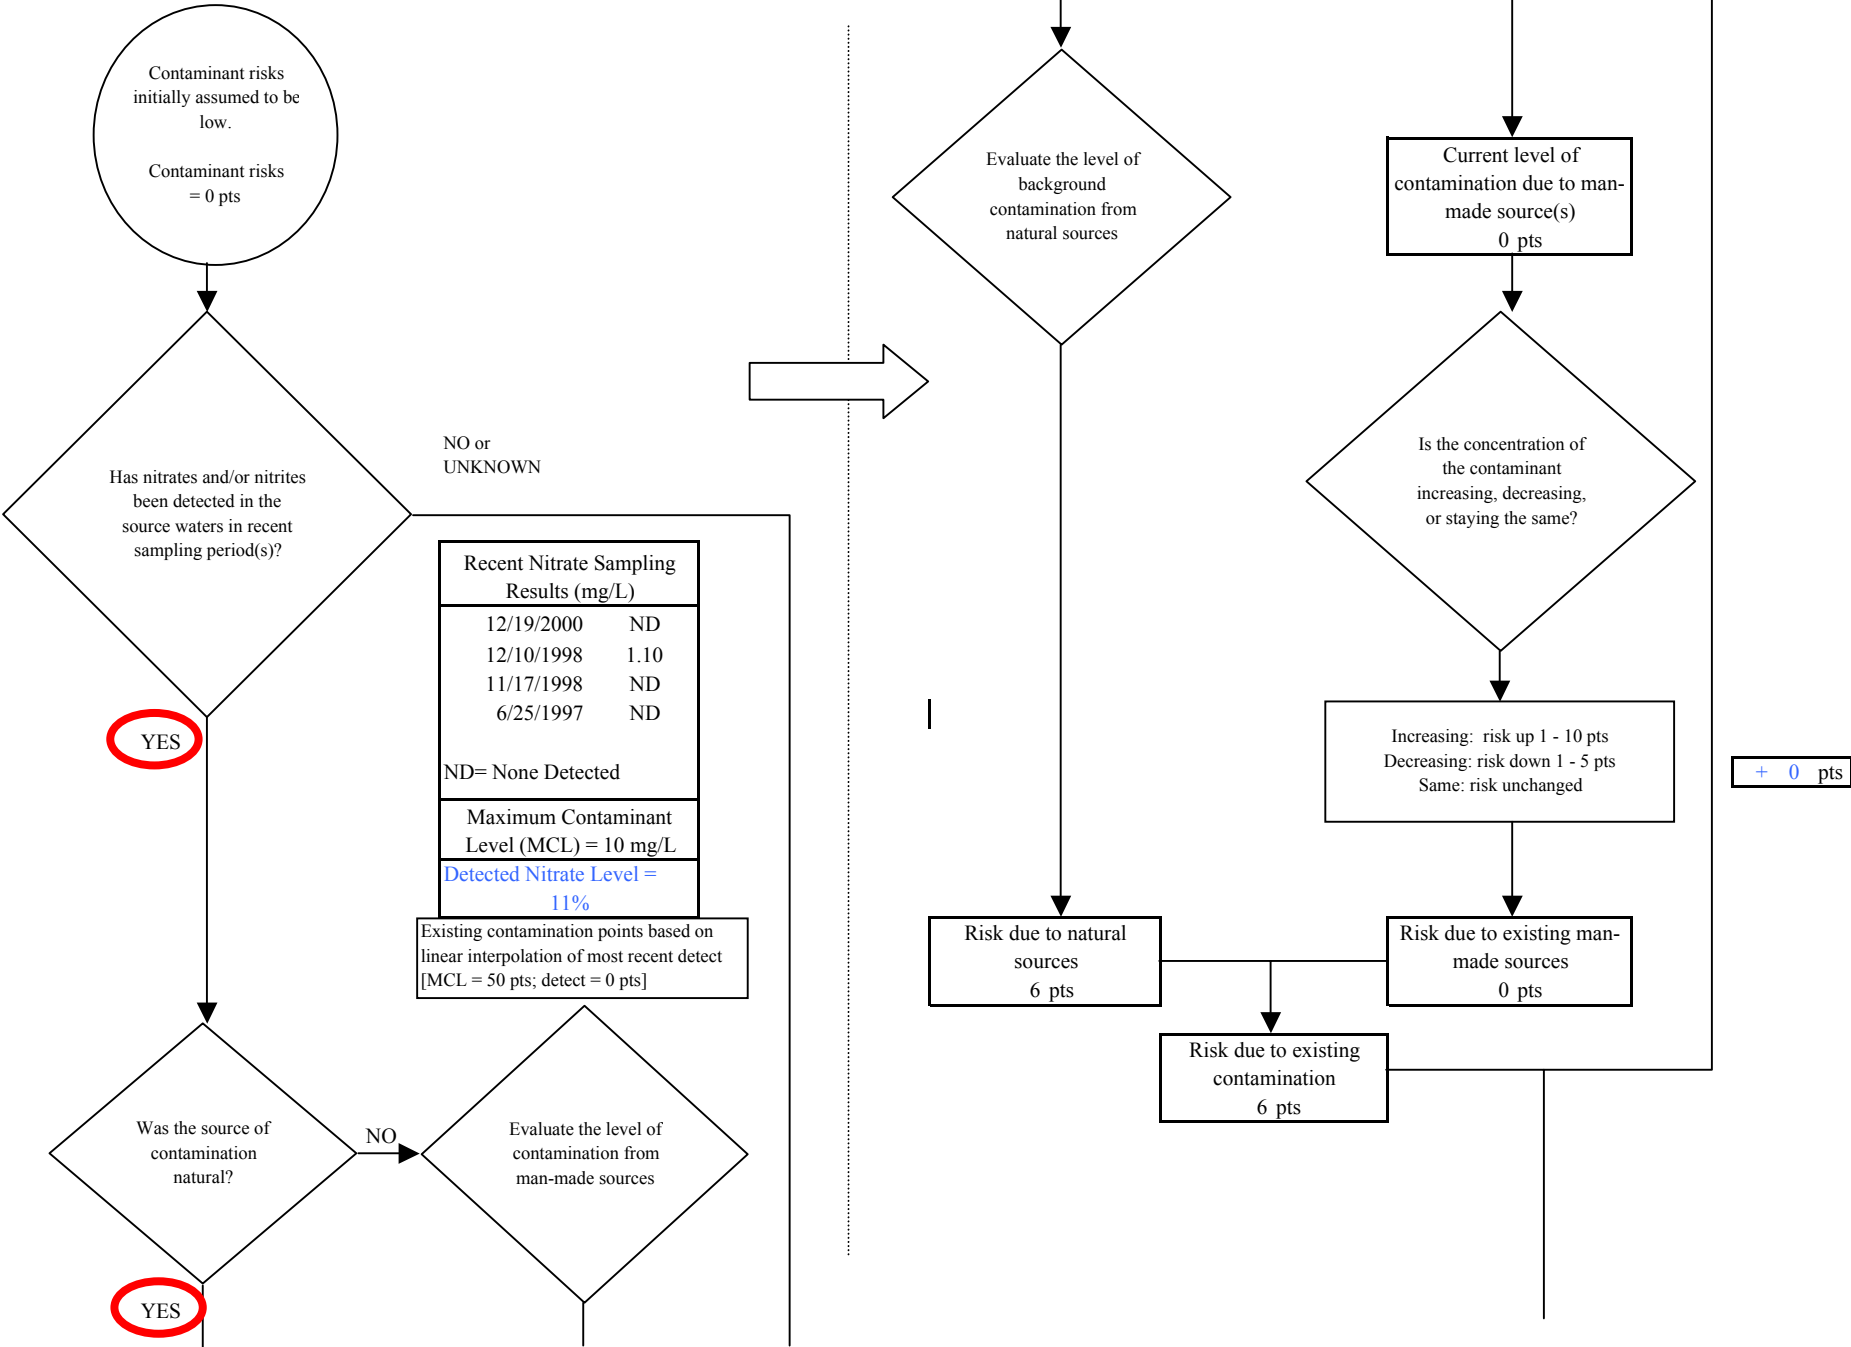 Contaminant risks
initially assumed to be
low.
Contaminant risks
= 0 pts
Has nitrates and/or nitrites
been detected in the
source waters in recent
sampling period(s)?
NO or
UNKNOWN
YES
Recent Nitrate Sampling
Results (mg/L)
12/19/2000 ND
12/10/1998 1.10
11/17/1998 ND
6/25/1997 ND
ND= None Detected
Maximum Contaminant
Level (MCL) = 10 mg/L
Detected Nitrate Level =
11%
Existing contamination points based on
linear interpolation of most recent detect
[MCL = 50 pts; detect = 0 pts]
Was the source of
contamination
natural?
NO
Evaluate the level of
contamination from
man-made sources
YES
Evaluate the level of
background
contamination from
natural sources
Current level of
contamination due to man-
made source(s)
0 pts
Is the concentration of
the contaminant
increasing, decreasing,
or staying the same?
Increasing: risk up 1 - 10 pts
Decreasing: risk down 1 - 5 pts
Same: risk unchanged
+ 0 pts
Risk due to natural
sources
6 pts
Risk due to existing man-
made sources
0 pts
Risk due to existing
contamination
6 pts